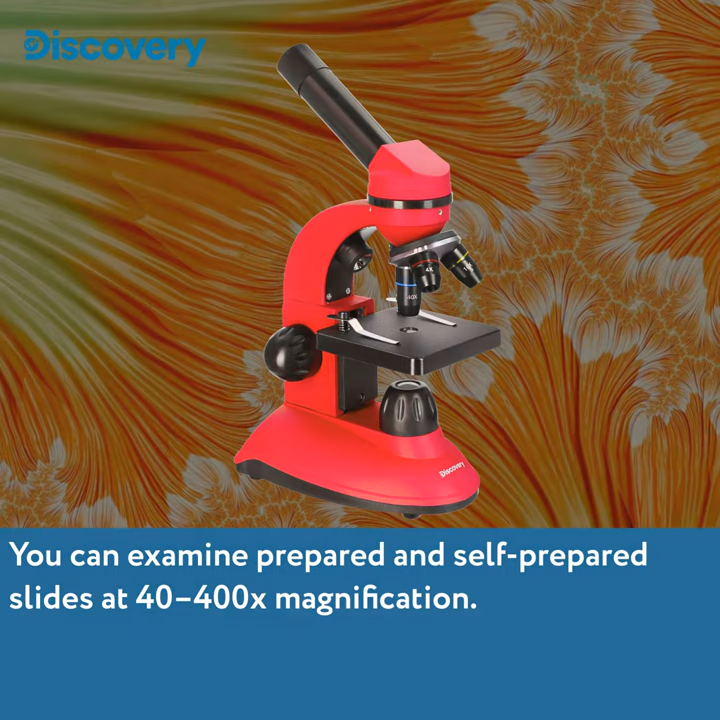 Discovery
4X
40X
Discovery
You can examine prepared and self-prepared
slides at 40–400x magnification.